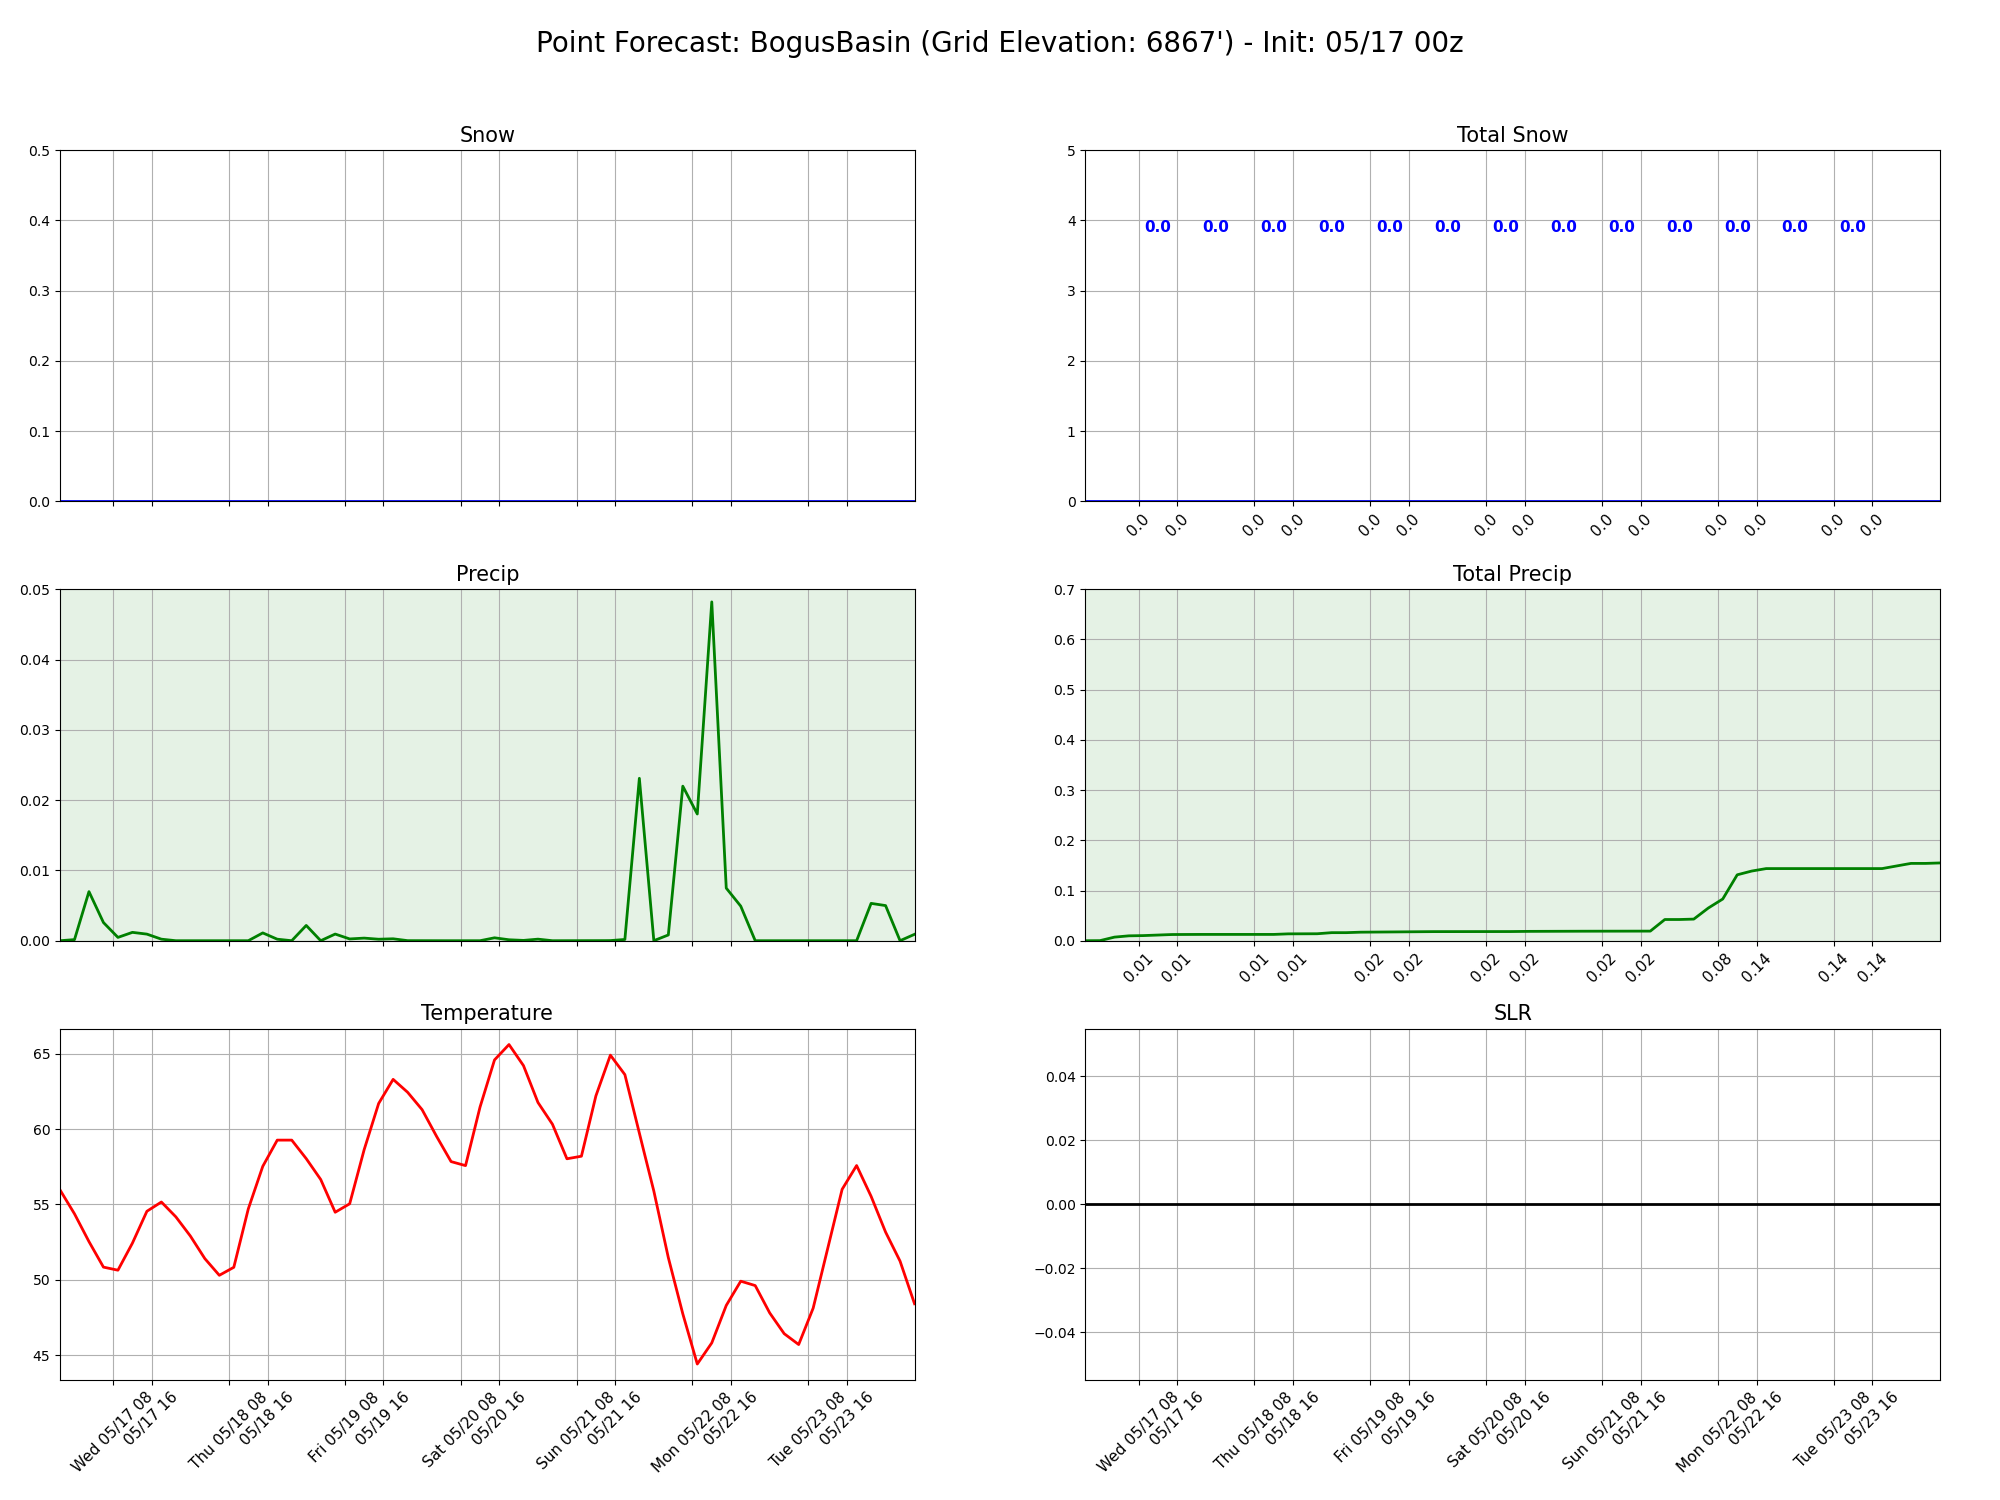 Point Forecast: BogusBasin (Grid Elevation: 6867') - Init: 05/17 00z
Snow
0.5
0.4
0.3
0.2
0.1
0.0
Total Snow
5
4
3
2
1
0
0.0 0.0 0.0 0.0 0.0 0.0 0.0 0.0 0.0 0.0 0.0 0.0 0.0
0.0 0.0 0.0 0.0 0.0 0.0 0.0 0.0 0.0 0.0 0.0 0.0 0.0 0.0
Precip
0.05
0.04
0.03
0.02
0.01
0.00
Total Precip
0.7
0.6
0.5
0.4
0.3
0.2
0.1
0.0
0.01 0.01 0.01 0.01 0.02 0.02 0.02 0.02 0.02 0.02 0.08 0.14 0.14 0.14
Temperature
65
60
55
50
45
Wed 05/17 08
05/17 16
Thu 05/18 08
05/18 16
Fri 05/19 08
05/19 16
Sat 05/20 08
05/20 16
Sun 05/21 08
05/21 16
Mon 05/22 08
05/22 16
Tue 05/23 08
05/23 16
SLR
0.04
0.02
0.00
−0.02
−0.04
Wed 05/17 08
05/17 16
Thu 05/18 08
05/18 16
Fri 05/19 08
05/19 16
Sat 05/20 08
05/20 16
Sun 05/21 08
05/21 16
Mon 05/22 08
05/22 16
Tue 05/23 08
05/23 16